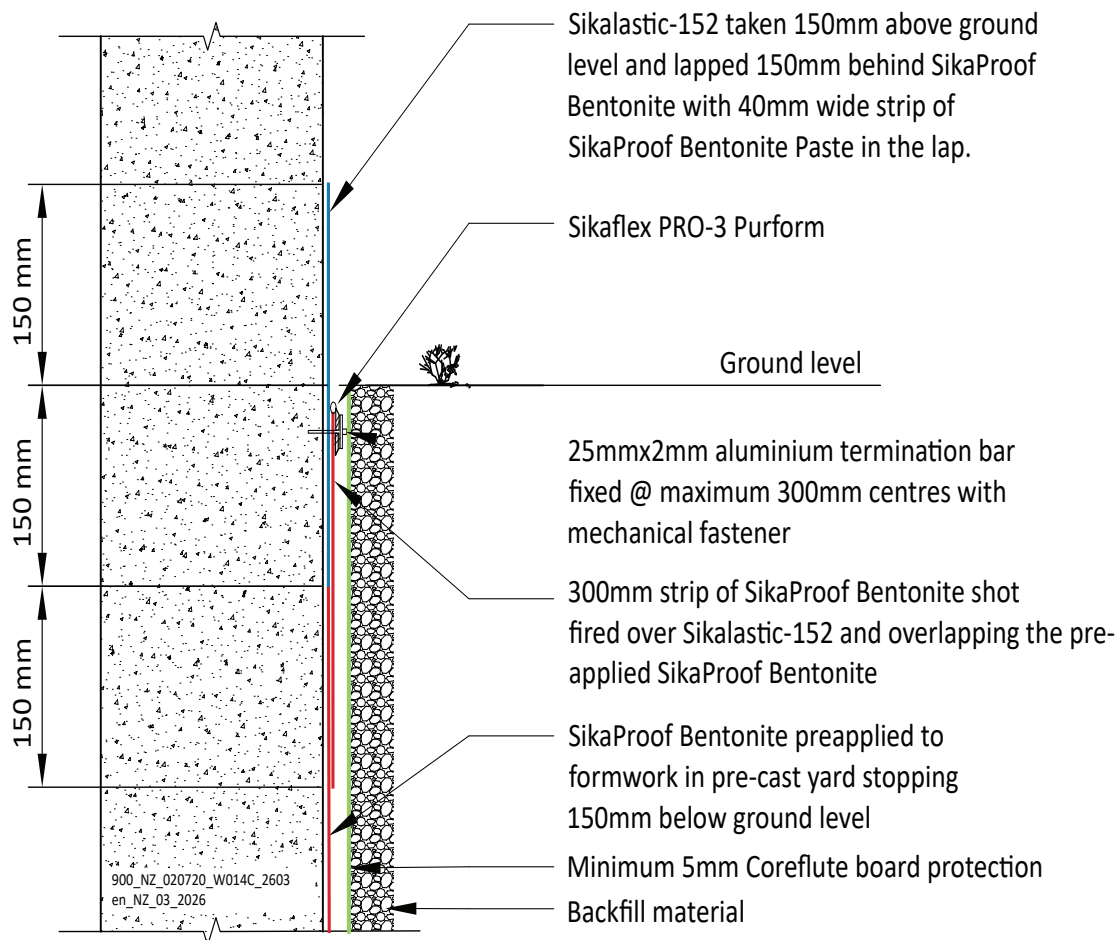 Sikalastic-152 taken 150mm above ground
level and lapped 150mm behind SikaProof
Bentonite with 40mm wide strip of
SikaProof Bentonite Paste in the lap.
Sikaflex PRO-3 Purform
Ground level
25mmx2mm aluminium termination bar
fixed @ maximum 300mm centres with
mechanical fastener
300mm strip of SikaProof Bentonite shot
fired over Sikalastic-152 and overlapping the pre-
applied SikaProof Bentonite
SikaProof Bentonite preapplied to
formwork in pre-cast yard stopping
150mm below ground level
Minimum 5mm Coreflute board protection
Backfill material
150 mm
150 mm
150 mm
900_NZ_020720_W014C_2603
en_NZ_03_2026